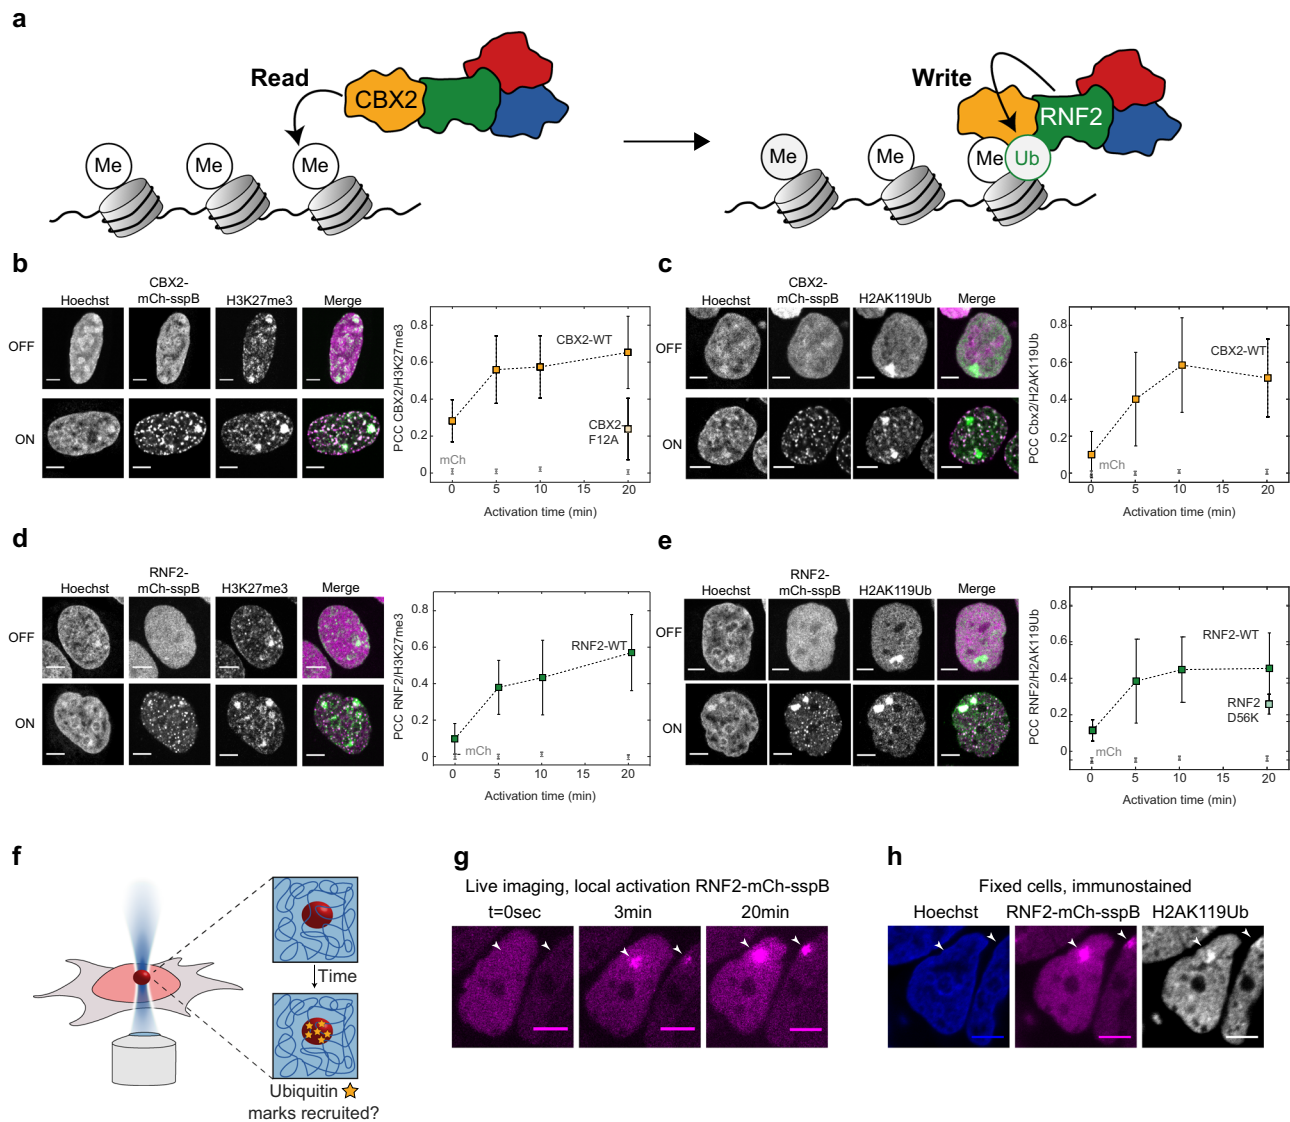 a
Read
CBX2
Me
Me
Me
Write
RNF2
Me
Me
Me
Ub
b
Hoechst
CBX2-
mCh-sspB
H3K27me3
Merge
OFF
ON
PCC CBX2/H3K27me3
0.8
0.6
0.4
0.2
0
CBX2-WT
CBX2
F12A
mCh
0
5
10
15
20
Activation time (min)
c
Hoechst
CBX2-
mCh-sspB
H2AK119Ub
Merge
OFF
ON
PCC Cbx2/H2AK119Ub
0.8
0.6
0.4
0.2
0
CBX2-WT
mCh
0
5
10
15
20
Activation time (min)
d
Hoechst
RNF2-
mCh-sspB
H3K27me3
Merge
OFF
ON
PCC RNF2/H3K27me3
0.8
0.6
0.4
0.2
0
RNF2-WT
mCh
0
5
10
15
20
Activation time (min)
e
Hoechst
RNF2-
mCh-sspB
H2AK119Ub
Merge
OFF
ON
PCC RNF2/H2AK119Ub
0.8
0.6
0.4
0.2
0
RNF2-WT
RNF2
D56K
mCh
0
5
10
15
20
Activation time (min)
f
Time
Ubiquitin
marks recruited?
g
Live imaging, local activation RNF2-mCh-sspB
t=0sec
3min
20min
h
Fixed cells, immunostained
Hoechst
RNF2-mCh-sspB
H2AK119Ub